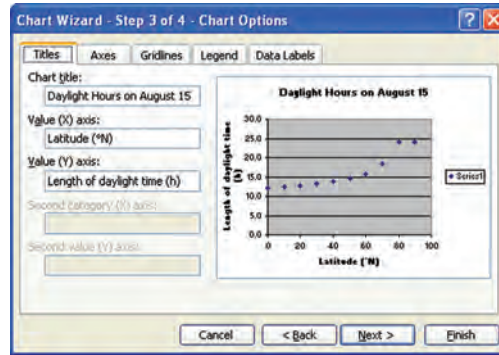 Chart Wizard - Step 3 of 4 - Chart Options
Titles Axes Gridlines Legend Data Labels
Chart title:
Daylight Hours on August 15
Value (X) axis:
Latitude (°N)
Value (Y) axis:
Length of daylight time (h)
Second category (X) axis:
Second value (Y) axis:
Daylight Hours on August 15
Length of daylight time
(h)
30.0
25.0
20.0
15.0
10.0
5.0
0.0
0 20 40 60 80 100
Latitude (°N)
Series1
Cancel < Back Next > Finish